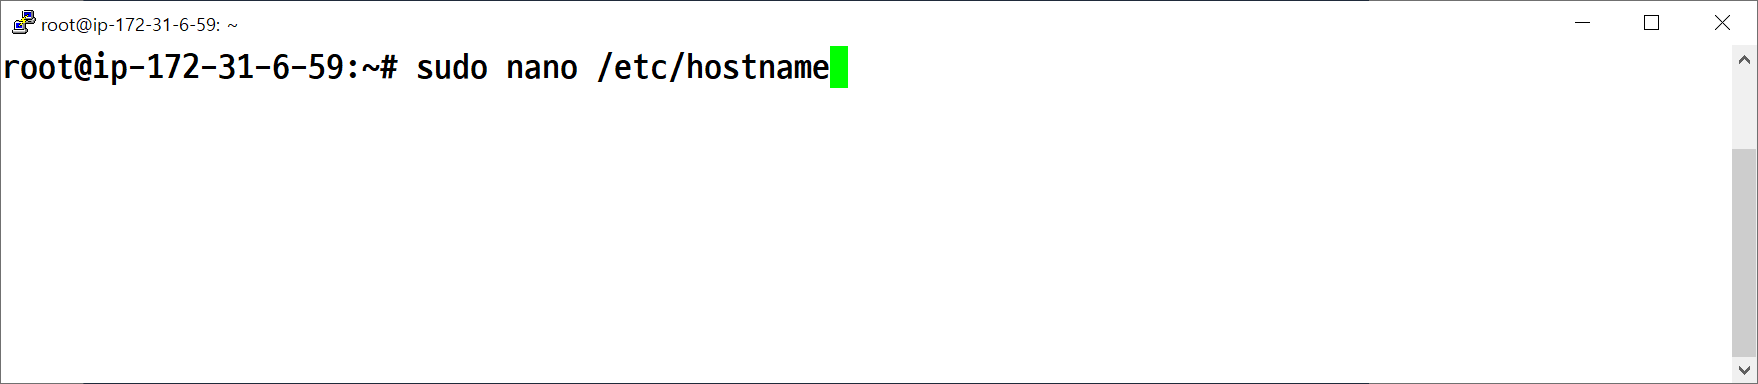 root@ip-172-31-6-59: ~
root@ip-172-31-6-59:~# sudo nano /etc/hostname